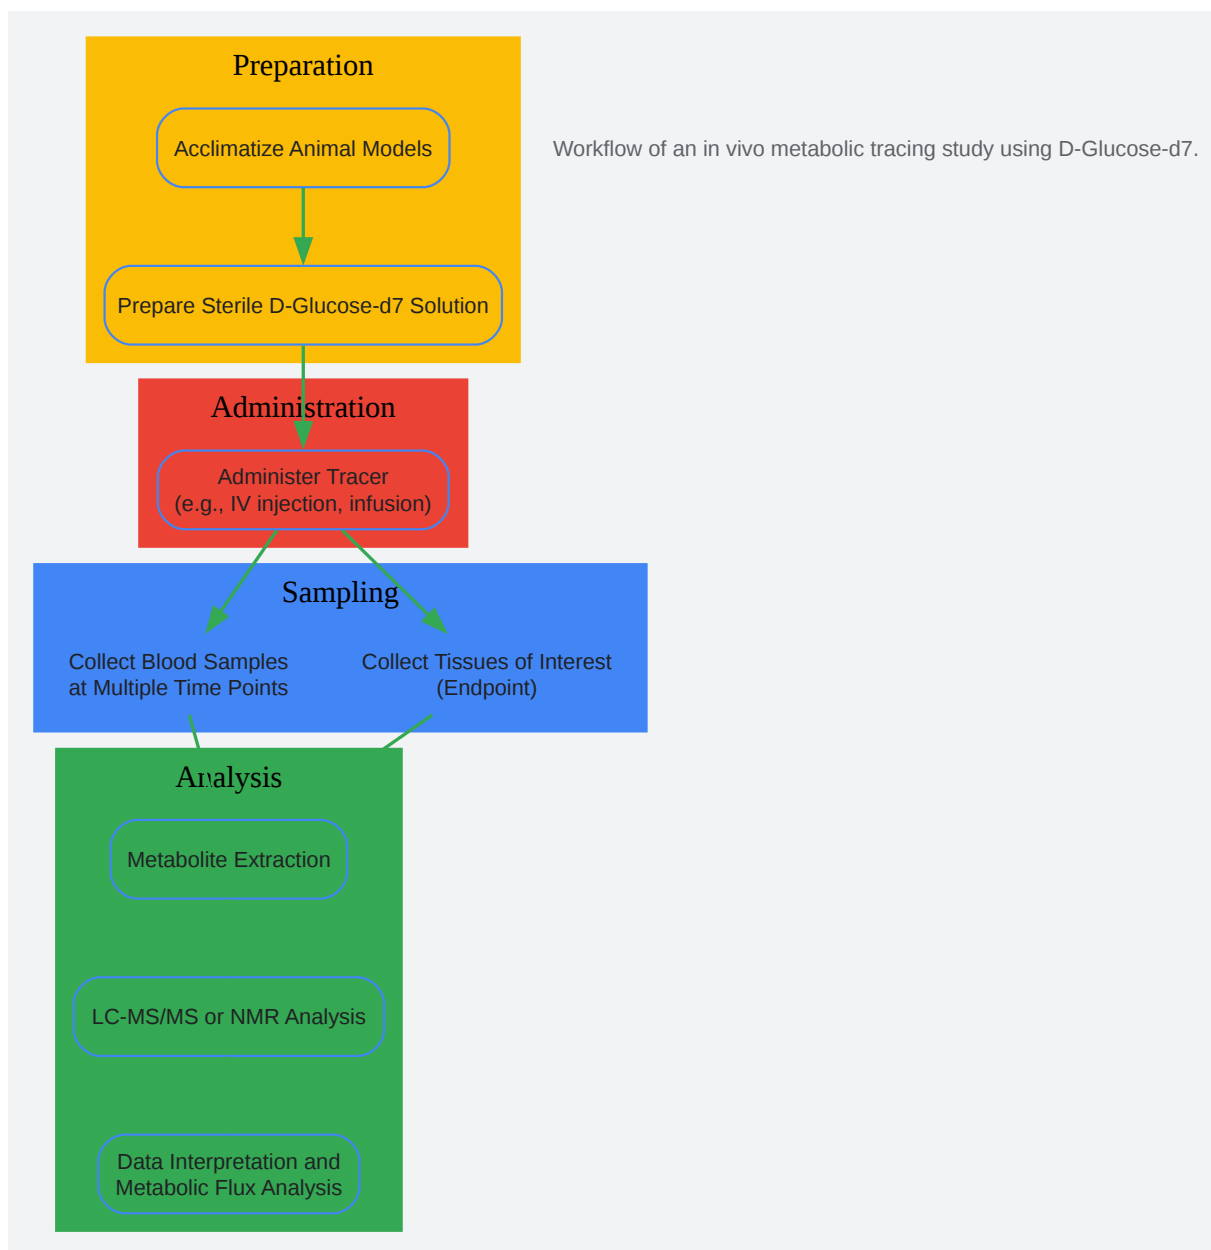 Preparation
Acclimatize Animal Models
Workflow of an in vivo metabolic tracing study using D-Glucose-d7.
Prepare Sterile D-Glucose-d7 Solution
Administration
Administer Tracer
(e.g., IV injection, infusion)
Sampling
Collect Blood Samples
at Multiple Time Points
Collect Tissues of Interest
(Endpoint)
Analysis
Metabolite Extraction
LC-MS/MS or NMR Analysis
Data Interpretation and
Metabolic Flux Analysis